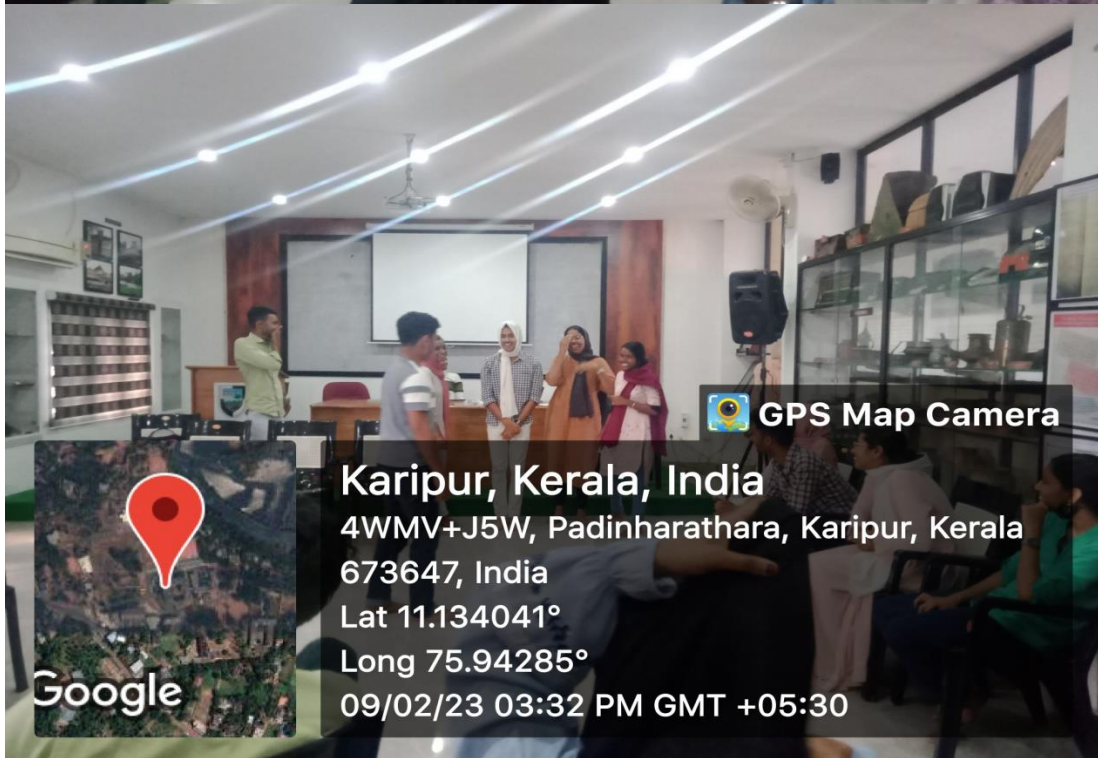 GPS Map Camera
Karipur, Kerala, India
4WMV+J5W, Padinharathara, Karipur, Kerala
673647, India
Lat 11.134041°
Long 75.94285°
09/02/23 03:32 PM GMT +05:30
Google